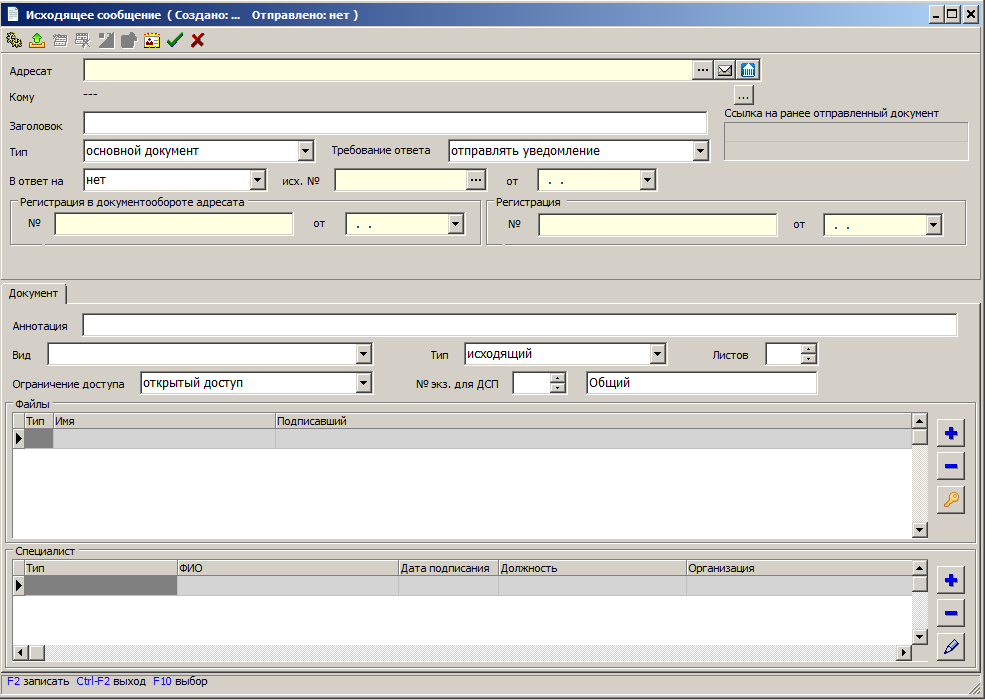 Исходящее сообщение ( Создано: ... Отправлено: нет )
Адресат ...
Кому --- ...
Ссылка на ранее отправленный документ
Заголовок
Тип основной документ Требование ответа отправлять уведомление
В ответ на нет исх. № ... от . .
Регистрация в документообороте адресата Регистрация
№ от . . № от . .
Документ
Аннотация
Вид Тип исходящий Листов
Ограничение доступа открытый доступ № экз. для ДСП Общий
Файлы
Тип Имя Подписавший
Специалист
Тип ФИО Дата подписания Должность Организация
F2 записать Ctrl-F2 выход F10 выбор